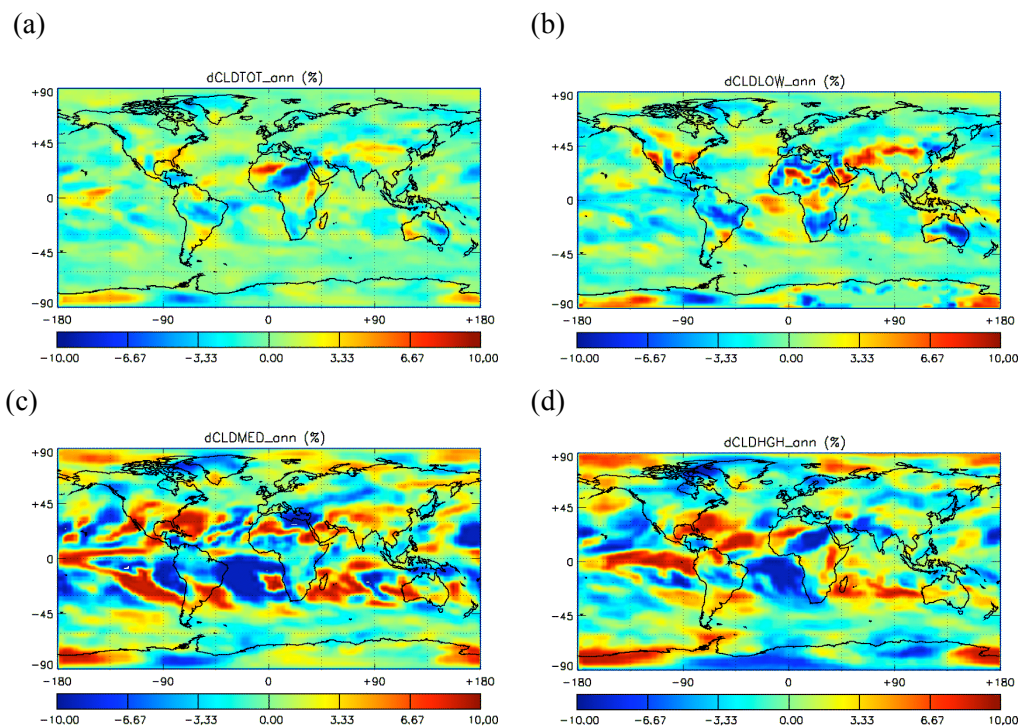 (a)
(b)
dCLDTOT_ann (%)
dCLDLOW_ann (%)
+90
+45
0
−45
−90
−180 −90 0 +90 +180
−10.00 −6.67 −3.33 0.00 3.33 6.67 10.00
+90
+45
0
−45
−90
−180 −90 0 +90 +180
−10.00 −6.67 −3.33 0.00 3.33 6.67 10.00
(c)
(d)
dCLDMED_ann (%)
dCLDHGH_ann (%)
+90
+45
0
−45
−90
−180 −90 0 +90 +180
−10.00 −6.67 −3.33 0.00 3.33 6.67 10.00
+90
+45
0
−45
−90
−180 −90 0 +90 +180
−10.00 −6.67 −3.33 0.00 3.33 6.67 10.00